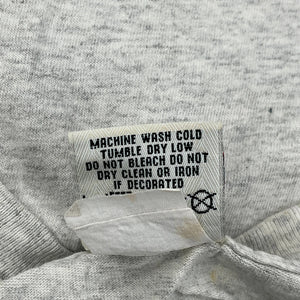 MACHINE WASH COLD
TUMBLE DRY LOW
DO NOT BLEACH DO NOT
DRY CLEAN OR IRON
IF DECORATED